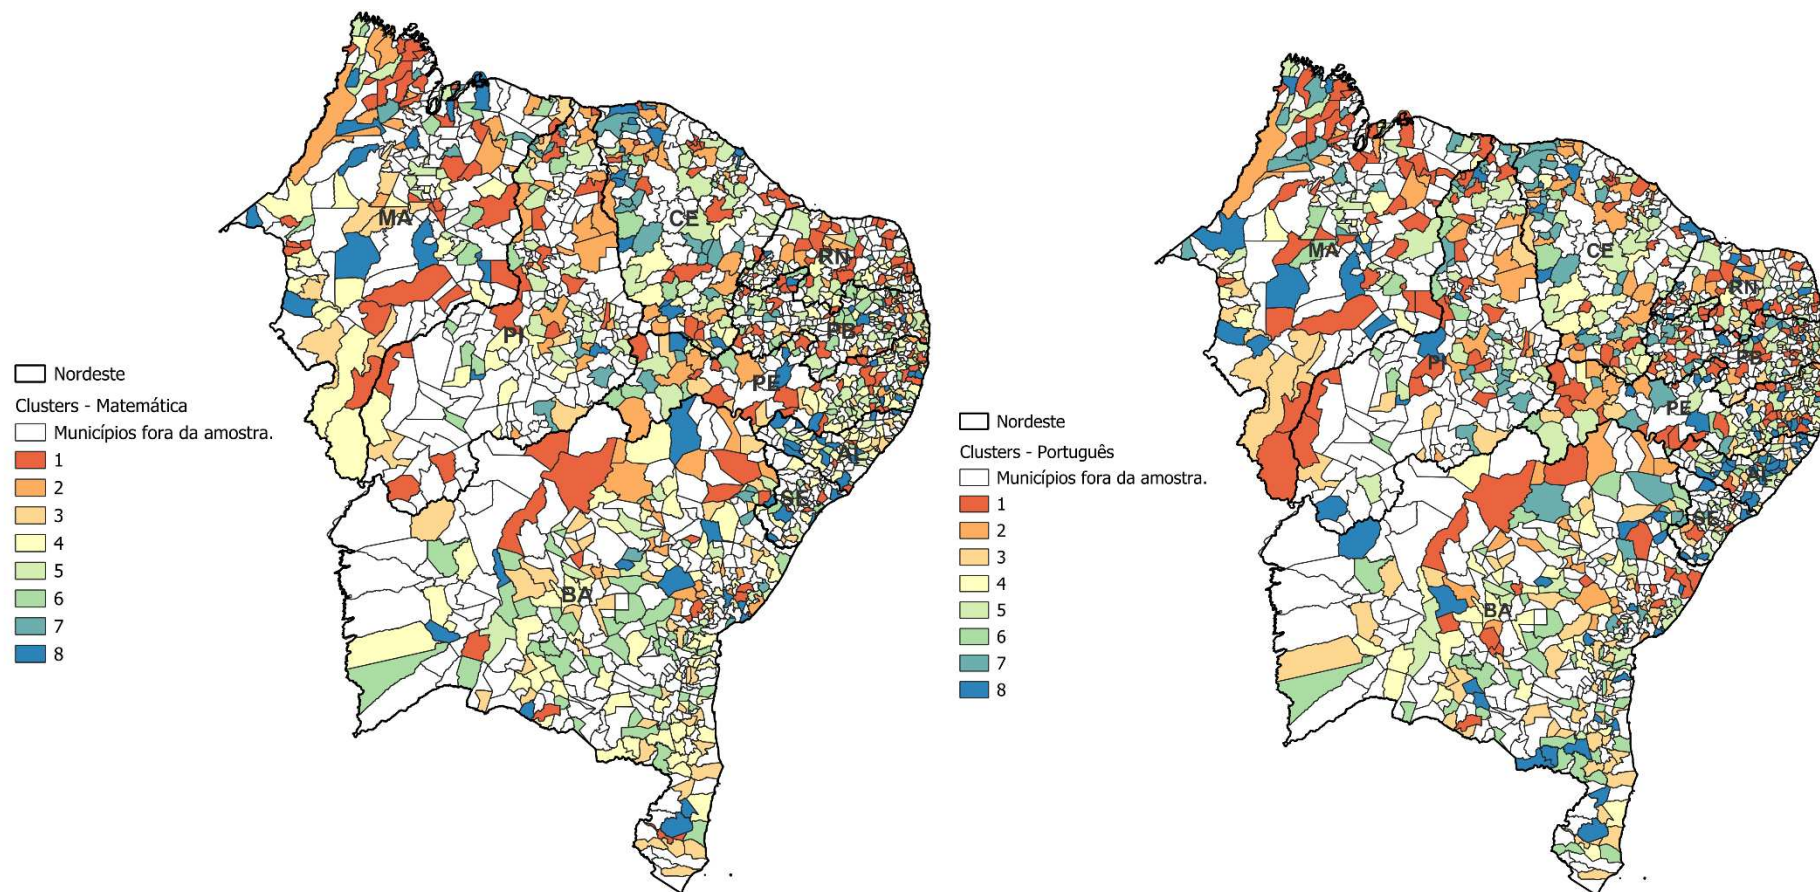 MA
CE
RN
PB
PI
PE
AL
SE
BA
Nordeste
Clusters - Matemática
Municípios fora da amostra.
1
2
3
4
5
6
7
8
MA
CE
RN
PB
PI
PE
AL
SE
BA
Nordeste
Clusters - Português
Municípios fora da amostra.
1
2
3
4
5
6
7
8